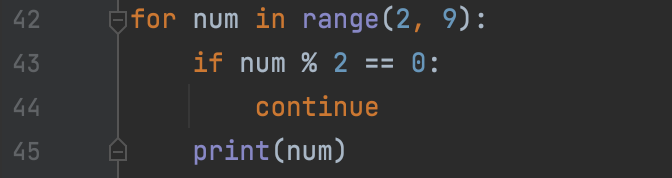 42 for num in range(2, 9):
43     if num % 2 == 0:
44         continue
45     print(num)